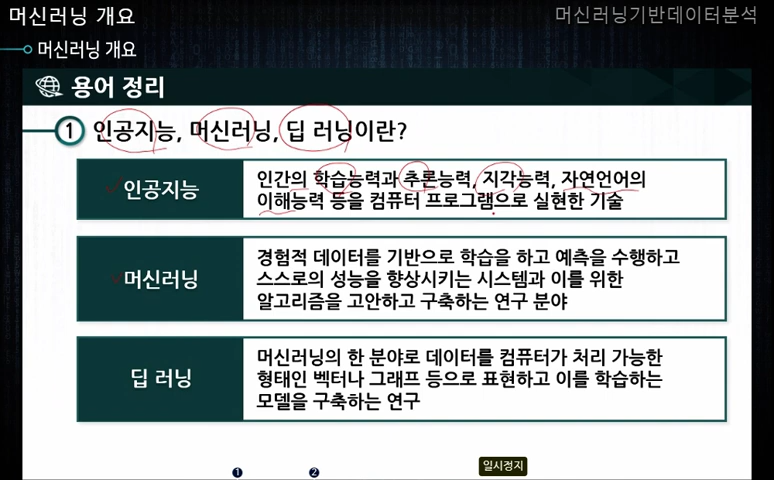 머신러닝 개요
머신러닝기반데이터분석
머신러닝 개요
용어 정리
1 인공지능, 머신러닝, 딥 러닝이란?
인공지능
인간의 학습능력과 추론능력, 지각능력, 자연언어의
이해능력 등을 컴퓨터 프로그램으로 실현한 기술
머신러닝
경험적 데이터를 기반으로 학습을 하고 예측을 수행하고
스스로의 성능을 향상시키는 시스템과 이를 위한
알고리즘을 고안하고 구축하는 연구 분야
딥 러닝
머신러닝의 한 분야로 데이터를 컴퓨터가 처리 가능한
형태인 벡터나 그래프 등으로 표현하고 이를 학습하는
모델을 구축하는 연구
1 2
일시정지